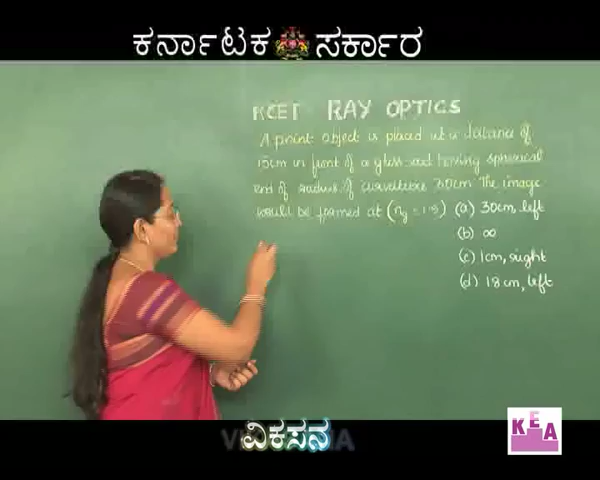 ಕರ್ನಾಟಕ ಸರ್ಕಾರ
KCET RAY OPTICS
A point object is placed at a distance of
15cm in front of a glass rod having spherical
end of radius of curvature 30cm The image
would be formed at (ng = 1.5) (a) 30cm, left
(b) ∞
(c) 1cm, right
(d) 18cm, left
ವಿಕಸನ
KEA